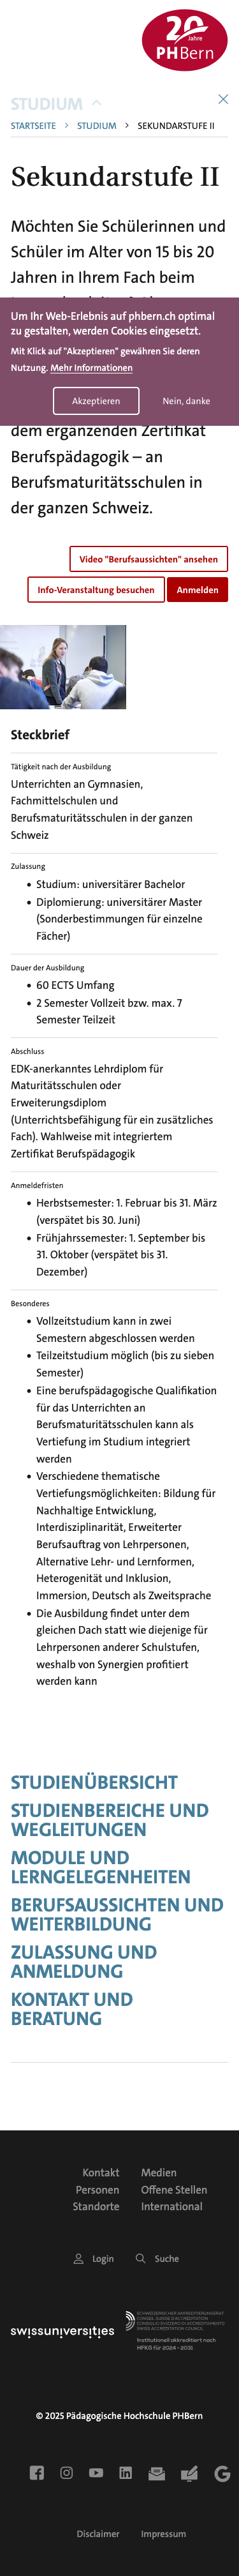 20
Jahre
PHBern
STUDIUM
STARTSEITE > STUDIUM > SEKUNDARSTUFE II
Sekundarstufe II
Möchten Sie Schülerinnen und
Schüler im Alter von 15 bis 20
Jahren in Ihrem Fach beim
Um Ihr Web-Erlebnis auf phbern.ch optimal
zu gestalten, werden Cookies eingesetzt.
Mit Klick auf "Akzeptieren" gewähren Sie deren
Nutzung. Mehr Informationen
Akzeptieren
Nein, danke
dem ergänzenden Zertifikat
Berufspädagogik – an
Berufsmaturitätsschulen in
der ganzen Schweiz.
Video "Berufsaussichten" ansehen
Info-Veranstaltung besuchen
Anmelden
Steckbrief
Tätigkeit nach der Ausbildung
Unterrichten an Gymnasien,
Fachmittelschulen und
Berufsmaturitätsschulen in der ganzen
Schweiz
Zulassung
• Studium: universitärer Bachelor
• Diplomierung: universitärer Master
(Sonderbestimmungen für einzelne
Fächer)
Dauer der Ausbildung
• 60 ECTS Umfang
• 2 Semester Vollzeit bzw. max. 7
Semester Teilzeit
Abschluss
EDK-anerkanntes Lehrdiplom für
Maturitätsschulen oder
Erweiterungsdiplom
(Unterrichtsbefähigung für ein zusätzliches
Fach). Wahlweise mit integriertem
Zertifikat Berufspädagogik
Anmeldefristen
• Herbstsemester: 1. Februar bis 31. März
(verspätet bis 30. Juni)
• Frühjahrssemester: 1. September bis
31. Oktober (verspätet bis 31.
Dezember)
Besonderes
• Vollzeitstudium kann in zwei
Semestern abgeschlossen werden
• Teilzeitstudium möglich (bis zu sieben
Semester)
• Eine berufspädagogische Qualifikation
für das Unterrichten an
Berufsmaturitätsschulen kann als
Vertiefung im Studium integriert
werden
• Verschiedene thematische
Vertiefungsmöglichkeiten: Bildung für
Nachhaltige Entwicklung,
Interdisziplinarität, Erweiterter
Berufsauftrag von Lehrpersonen,
Alternative Lehr- und Lernformen,
Heterogenität und Inklusion,
Immersion, Deutsch als Zweitsprache
• Die Ausbildung findet unter dem
gleichen Dach statt wie diejenige für
Lehrpersonen anderer Schulstufen,
weshalb von Synergien profitiert
werden kann
STUDIENÜBERSICHT
STUDIENBEREICHE UND
WEGLEITUNGEN
MODULE UND
LERNGELEGENHEITEN
BERUFSAUSSICHTEN UND
WEITERBILDUNG
ZULASSUNG UND
ANMELDUNG
KONTAKT UND
BERATUNG
Kontakt
Personen
Standorte
Medien
Offene Stellen
International
Login
Suche
swissuniversities
SCHWEIZERISCHER AKKREDITIERUNGSRAT
CONSEIL SUISSE D'ACCRÉDITATION
CONSIGLIO SVIZZERO DI ACCREDITAMENTO
SWISS ACCREDITATION COUNCIL
Institutionell akkreditiert nach
HFKG für 2024 - 2031
© 2025 Pädagogische Hochschule PHBern
Disclaimer
Impressum